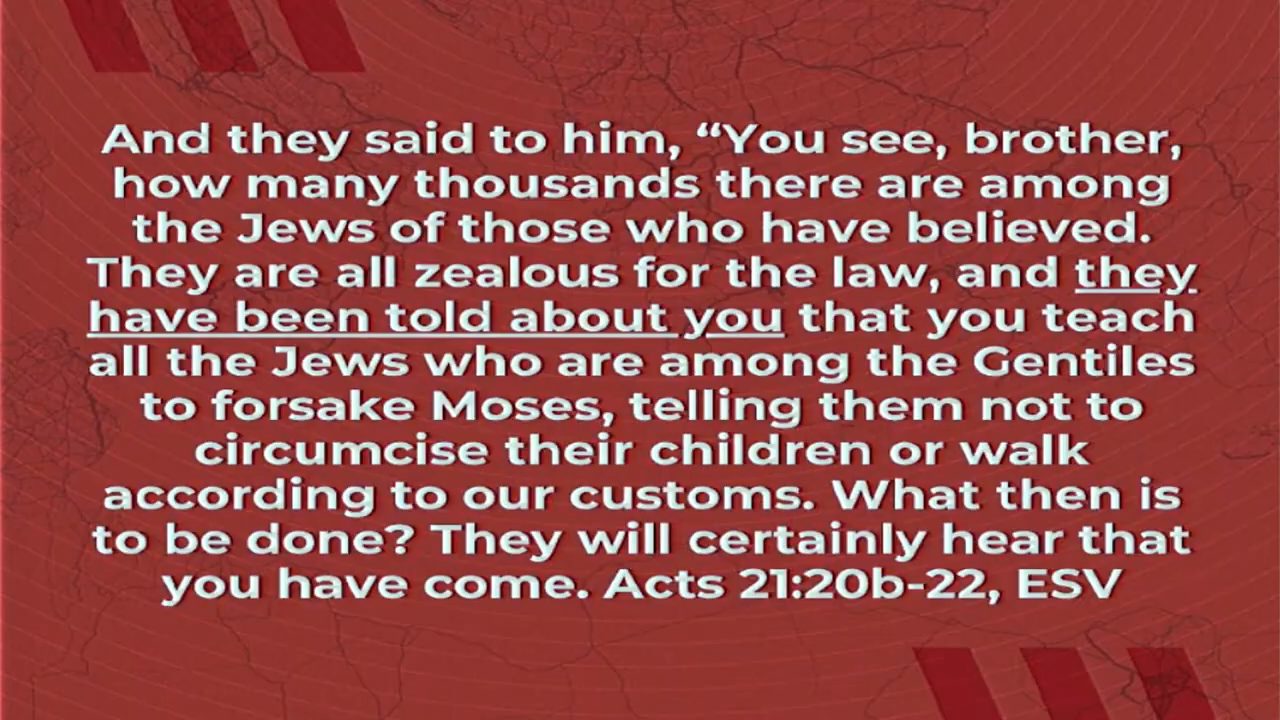 And they said to him, “You see, brother,
how many thousands there are among
the Jews of those who have believed.
They are all zealous for the law, and they
have been told about you that you teach
all the Jews who are among the Gentiles
to forsake Moses, telling them not to
circumcise their children or walk
according to our customs. What then is
to be done? They will certainly hear that
you have come. Acts 21:20b-22, ESV